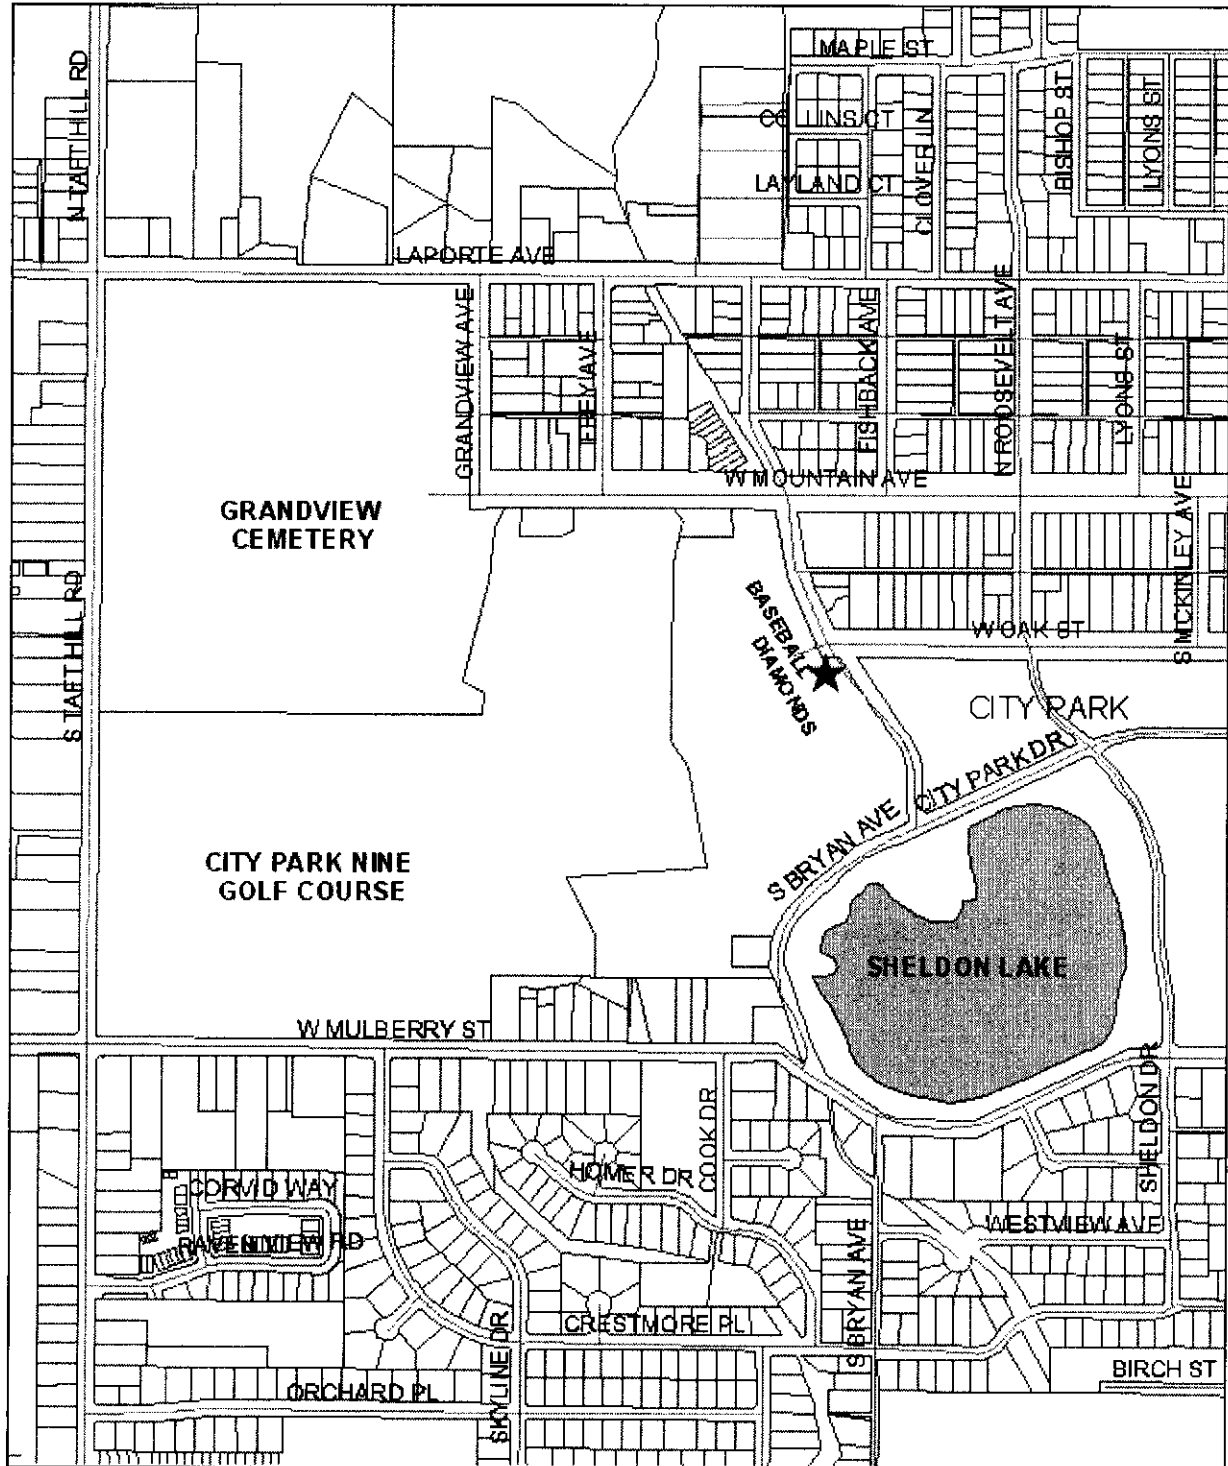 MAPLE ST
N TAFT HILL RD
COLLINS CT
CLOVER LN
BISHOP ST
LYONS ST
LAYLAND CT
LAPORTE AVE
GRANDVIEW AVE
FREY AVE
FISHBACK AVE
N ROOSEVELT AVE
LYONS ST
W MOUNTAIN AVE
GRANDVIEW
CEMETERY
S MCKINLEY AVE
S TAFT HILL RD
BASEBALL
DIAMONDS
W OAK ST
CITY PARK
CITY PARK DR
S BRYAN AVE
CITY PARK NINE
GOLF COURSE
SHELDON LAKE
W MULBERRY ST
SHELDON DR
COOK DR
HOMER DR
CORVID WAY
RAVEN VIEW RD
WESTVIEW AVE
S BRYAN AVE
CRESTMORE PL
SKYLINE DR
BIRCH ST
ORCHARD PL